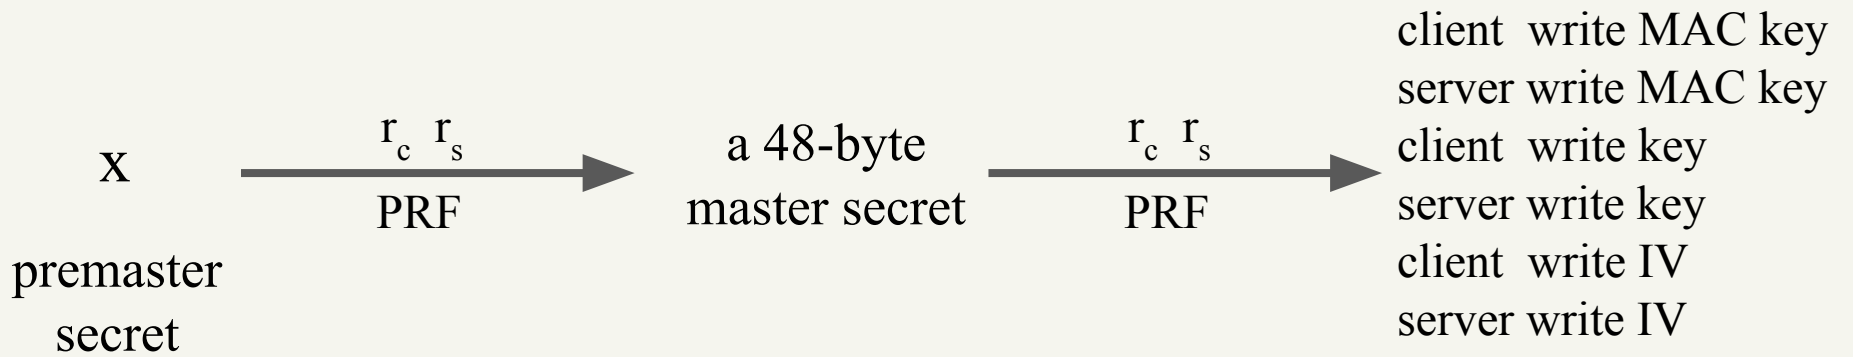 x
premaster
secret
r_c r_s
PRF
a 48-byte
master secret
r_c r_s
PRF
client write MAC key
server write MAC key
client write key
server write key
client write IV
server write IV